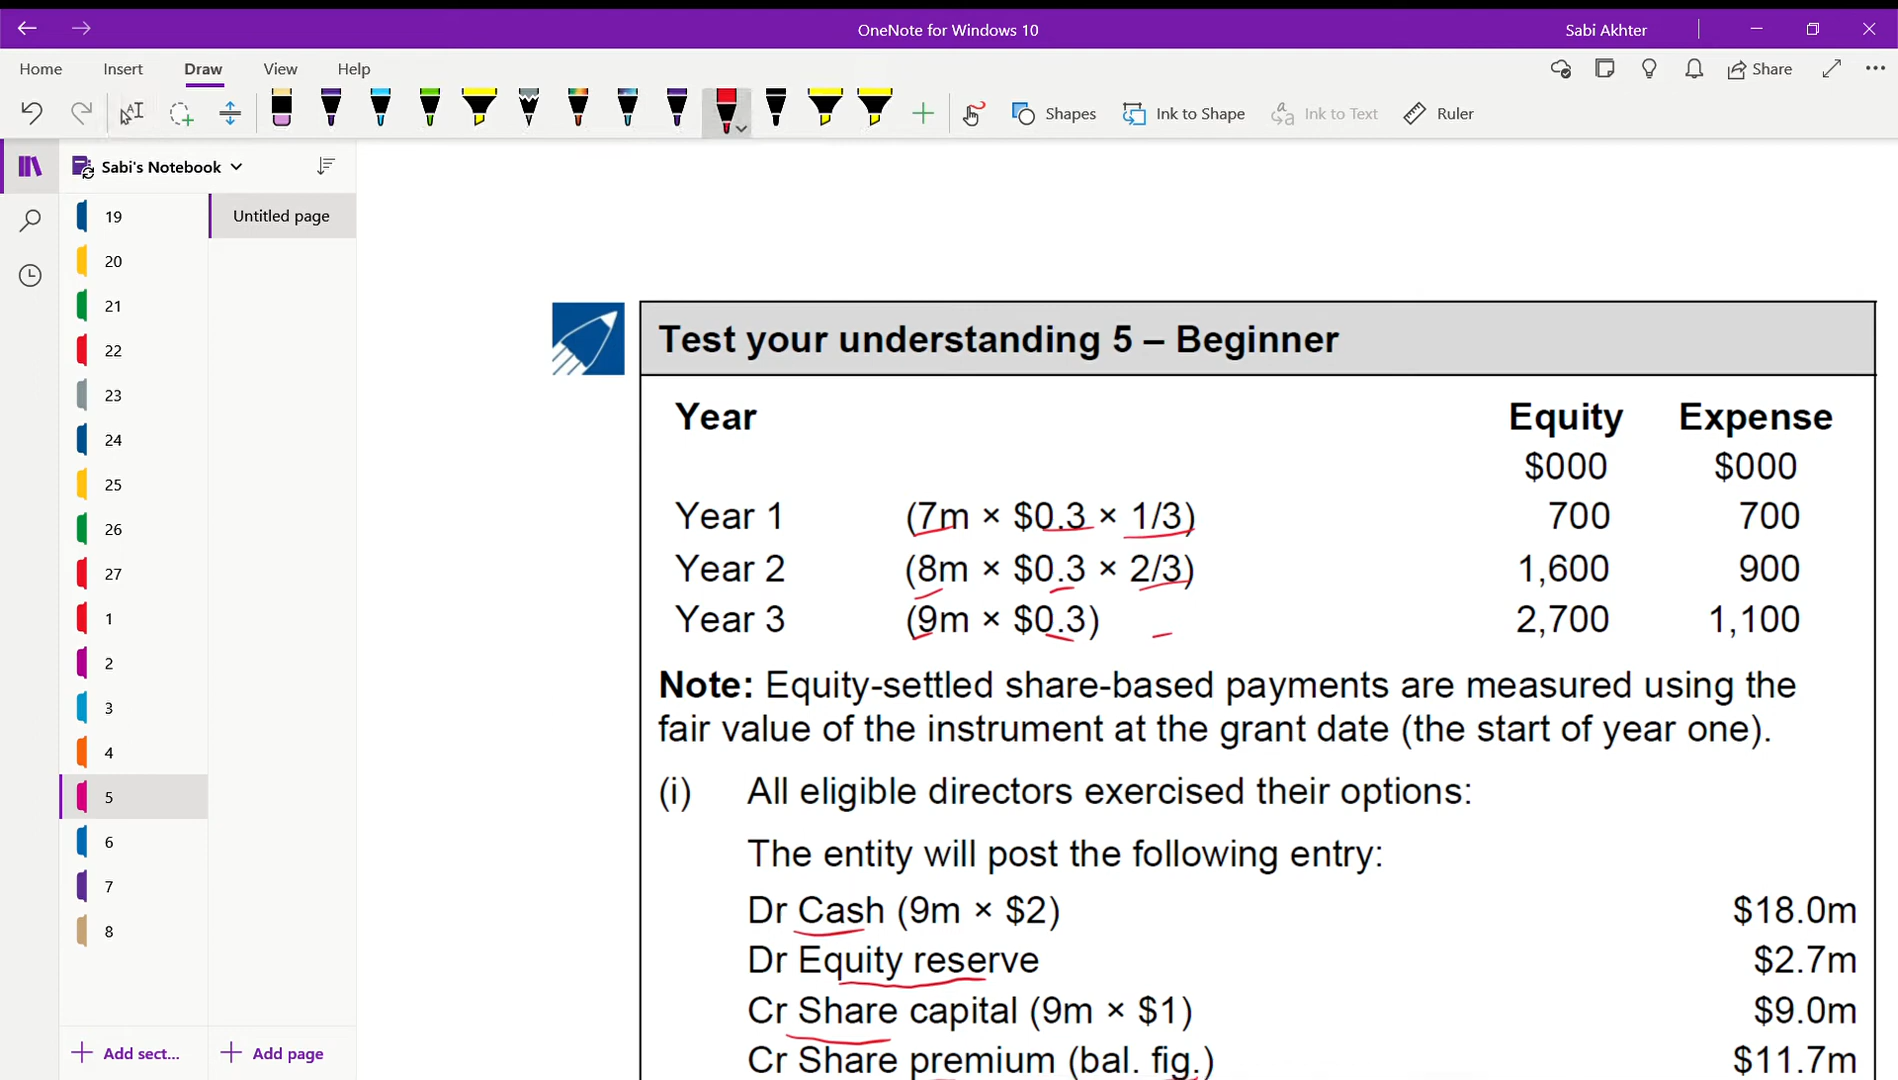 OneNote for Windows 10
Sabi Akhter
Home Insert Draw View Help
Share
Shapes Ink to Shape Ink to Text Ruler
Sabi's Notebook
Untitled page
19
20
21
22
23
24
25
26
27
1
2
3
4
5
6
7
8
Add sect...
Add page
Test your understanding 5 – Beginner
Year Equity Expense
$000 $000
Year 1 (7m × $0.3 × 1/3) 700 700
Year 2 (8m × $0.3 × 2/3) 1,600 900
Year 3 (9m × $0.3) 2,700 1,100
Note: Equity-settled share-based payments are measured using the
fair value of the instrument at the grant date (the start of year one).
(i) All eligible directors exercised their options:
The entity will post the following entry:
Dr Cash (9m × $2) $18.0m
Dr Equity reserve $2.7m
Cr Share capital (9m × $1) $9.0m
Cr Share premium (bal. fig.) $11.7m